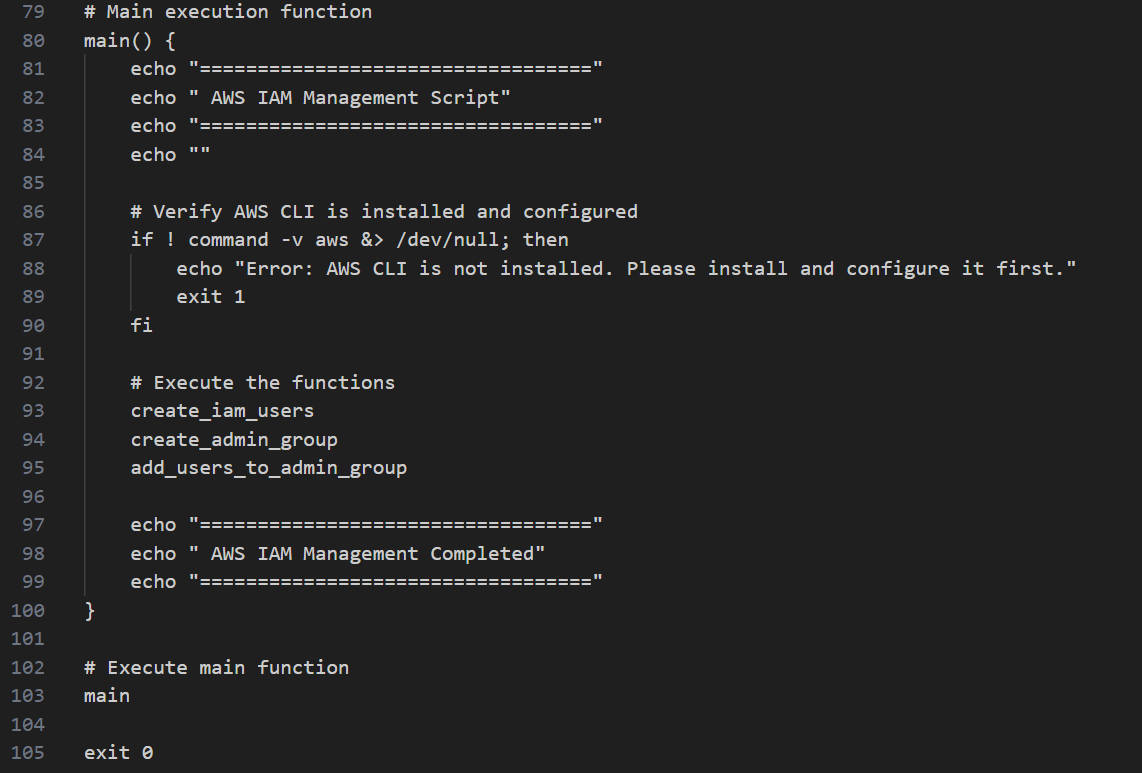 79 # Main execution function
80 main() {
81     echo "=================================="
82     echo " AWS IAM Management Script"
83     echo "=================================="
84     echo ""
85
86     # Verify AWS CLI is installed and configured
87     if ! command -v aws &> /dev/null; then
88         echo "Error: AWS CLI is not installed. Please install and configure it first."
89         exit 1
90     fi
91
92     # Execute the functions
93     create_iam_users
94     create_admin_group
95     add_users_to_admin_group
96
97     echo "=================================="
98     echo " AWS IAM Management Completed"
99     echo "=================================="
100 }
101
102 # Execute main function
103 main
104
105 exit 0